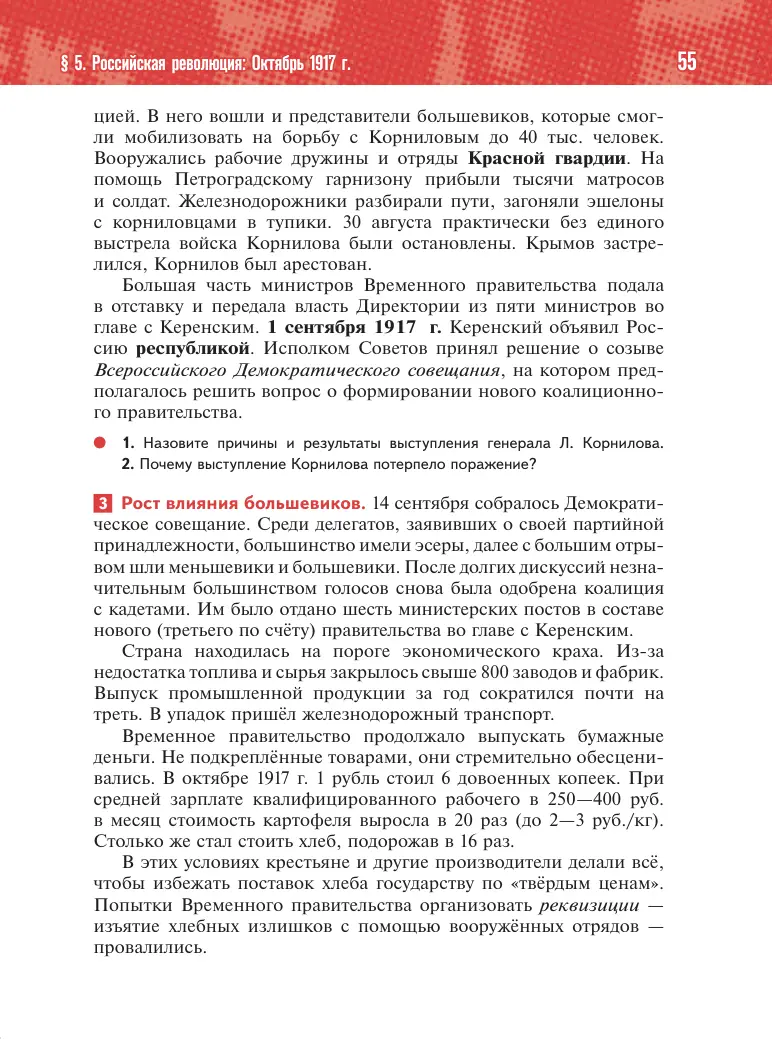 § 5. Российская революция: Октябрь 1917 г.
55
цией. В него вошли и представители большевиков, которые смог-
ли мобилизовать на борьбу с Корниловым до 40 тыс. человек.
Вооружались рабочие дружины и отряды Красной гвардии. На
помощь Петроградскому гарнизону прибыли тысячи матросов
и солдат. Железнодорожники разбирали пути, загоняли эшелоны
с корниловцами в тупики. 30 августа практически без единого
выстрела войска Корнилова были остановлены. Крымов застре-
лился, Корнилов был арестован.
Большая часть министров Временного правительства подала
в отставку и передала власть Директории из пяти министров во
главе с Керенским. 1 сентября 1917 г. Керенский объявил Рос-
сию республикой. Исполком Советов принял решение о созыве
Всероссийского Демократического совещания, на котором пред-
полагалось решить вопрос о формировании нового коалиционно-
го правительства.
1. Назовите причины и результаты выступления генерала Л. Корнилова.
2. Почему выступление Корнилова потерпело поражение?
3 Рост влияния большевиков. 14 сентября собралось Демократи-
ческое совещание. Среди делегатов, заявивших о своей партийной
принадлежности, большинство имели эсеры, далее с большим отры-
вом шли меньшевики и большевики. После долгих дискуссий незна-
чительным большинством голосов снова была одобрена коалиция
с кадетами. Им было отдано шесть министерских постов в составе
нового (третьего по счёту) правительства во главе с Керенским.
Страна находилась на пороге экономического краха. Из-за
недостатка топлива и сырья закрылось свыше 800 заводов и фабрик.
Выпуск промышленной продукции за год сократился почти на
треть. В упадок пришёл железнодорожный транспорт.
Временное правительство продолжало выпускать бумажные
деньги. Не подкреплённые товарами, они стремительно обесцени-
вались. В октябре 1917 г. 1 рубль стоил 6 довоенных копеек. При
средней зарплате квалифицированного рабочего в 250—400 руб.
в месяц стоимость картофеля выросла в 20 раз (до 2—3 руб./кг).
Столько же стал стоить хлеб, подорожав в 16 раз.
В этих условиях крестьяне и другие производители делали всё,
чтобы избежать поставок хлеба государству по «твёрдым ценам».
Попытки Временного правительства организовать реквизиции —
изъятие хлебных излишков с помощью вооружённых отрядов —
провалились.